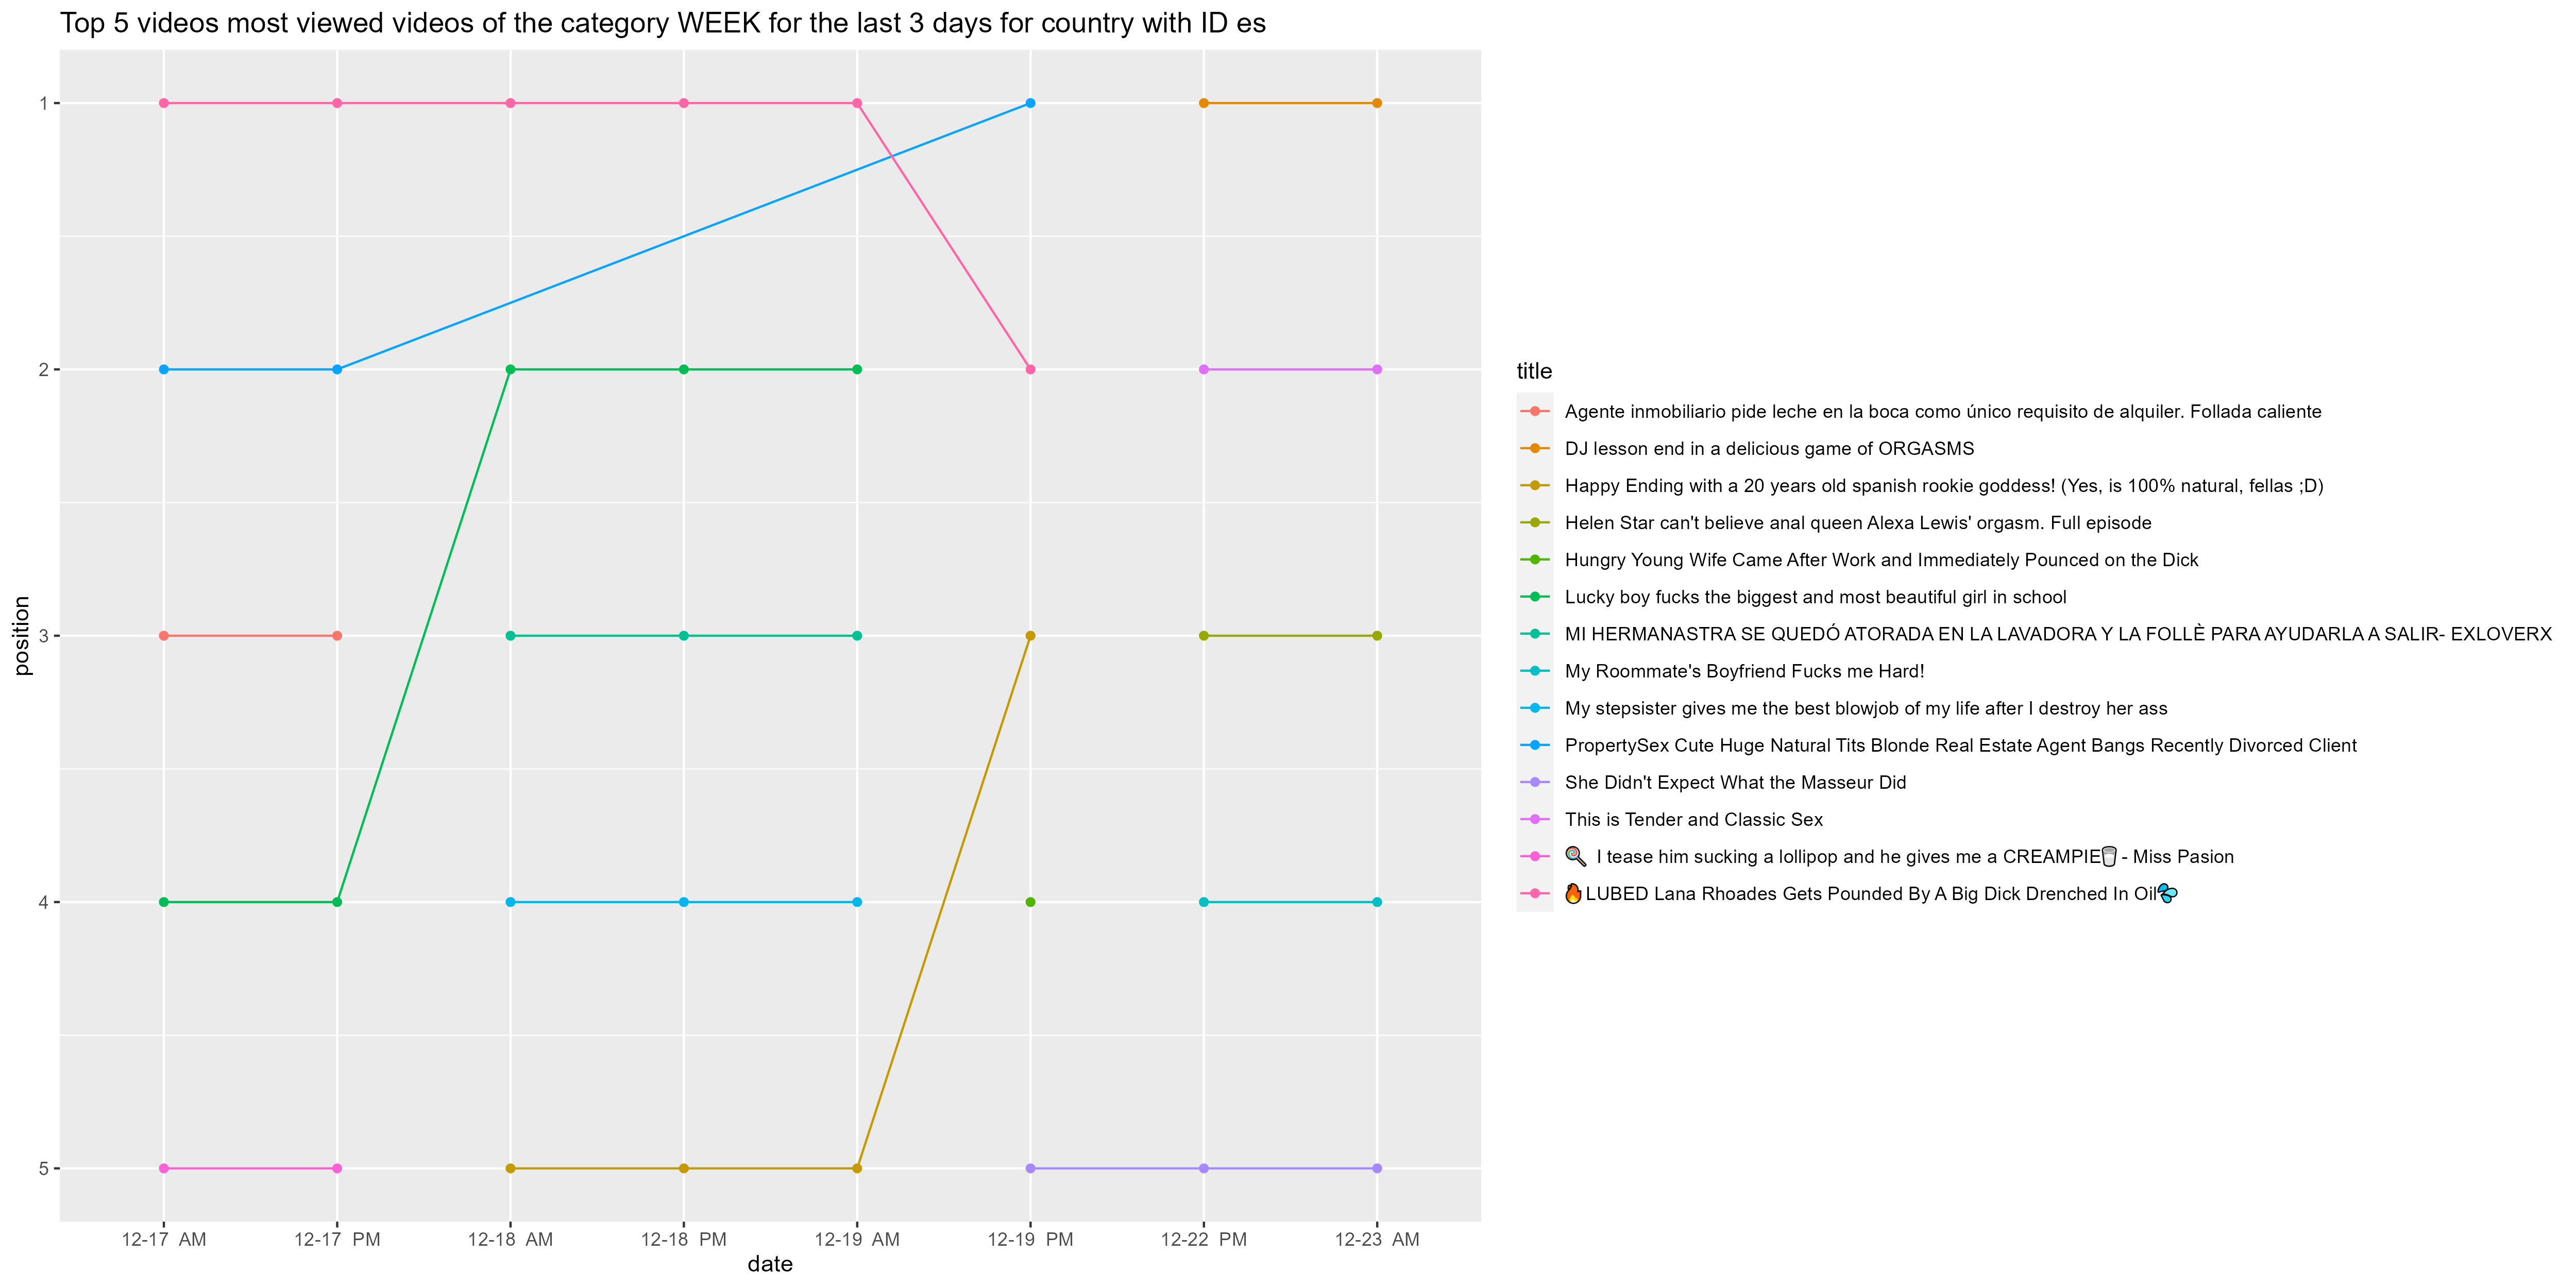 Top 5 videos most viewed videos of the category WEEK for the last 3 days for country with ID es
position
1
2
3
4
5
12-17 AM
12-17 PM
12-18 AM
12-18 PM
12-19 AM
12-19 PM
12-22 PM
12-23 AM
date
title
Agente inmobiliario pide leche en la boca como único requisito de alquiler. Follada caliente
DJ lesson end in a delicious game of ORGASMS
Happy Ending with a 20 years old spanish rookie goddess! (Yes, is 100% natural, fellas ;D)
Helen Star can't believe anal queen Alexa Lewis' orgasm. Full episode
Hungry Young Wife Came After Work and Immediately Pounced on the Dick
Lucky boy fucks the biggest and most beautiful girl in school
MI HERMANASTRA SE QUEDÓ ATORADA EN LA LAVADORA Y LA FOLLÈ PARA AYUDARLA A SALIR- EXLOVERX
My Roommate's Boyfriend Fucks me Hard!
My stepsister gives me the best blowjob of my life after I destroy her ass
PropertySex Cute Huge Natural Tits Blonde Real Estate Agent Bangs Recently Divorced Client
She Didn't Expect What the Masseur Did
This is Tender and Classic Sex
🍭 I tease him sucking a lollipop and he gives me a CREAMPIE🥛 - Miss Pasion
🔥LUBED Lana Rhoades Gets Pounded By A Big Dick Drenched In Oil💦